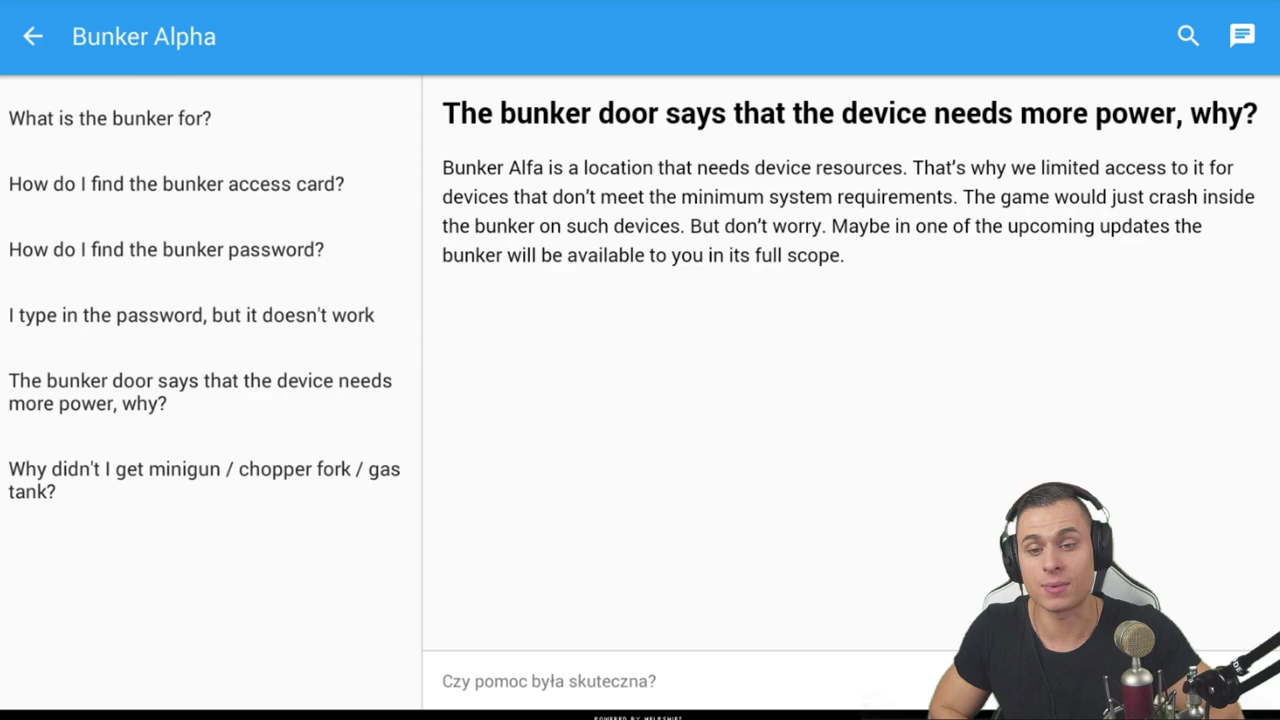 Bunker Alpha
What is the bunker for?
How do I find the bunker access card?
How do I find the bunker password?
I type in the password, but it doesn't work
The bunker door says that the device needs
more power, why?
Why didn't I get minigun / chopper fork / gas
tank?
The bunker door says that the device needs more power, why?
Bunker Alfa is a location that needs device resources. That’s why we limited access to it for
devices that don’t meet the minimum system requirements. The game would just crash inside
the bunker on such devices. But don’t worry. Maybe in one of the upcoming updates the
bunker will be available to you in its full scope.
Czy pomoc była skuteczna?
POWERED BY HELPSHIFT